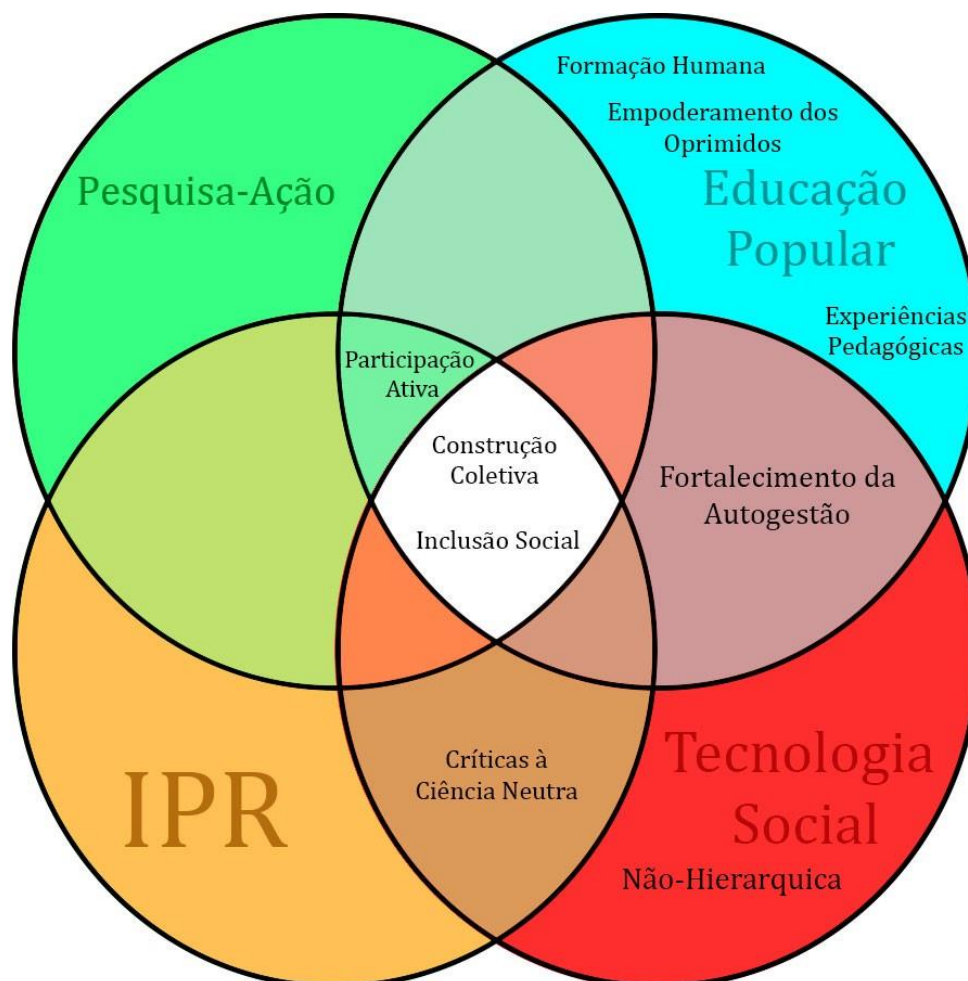 Formação Humana
Empoderamento dos
Oprimidos
Pesquisa-Ação
Educação
Popular
Experiências
Pedagógicas
Participação
Ativa
Construção
Coletiva
Inclusão Social
Fortalecimento da
Autogestão
IPR
Críticas à
Ciência Neutra
Tecnologia
Social
Não-Hierarquica